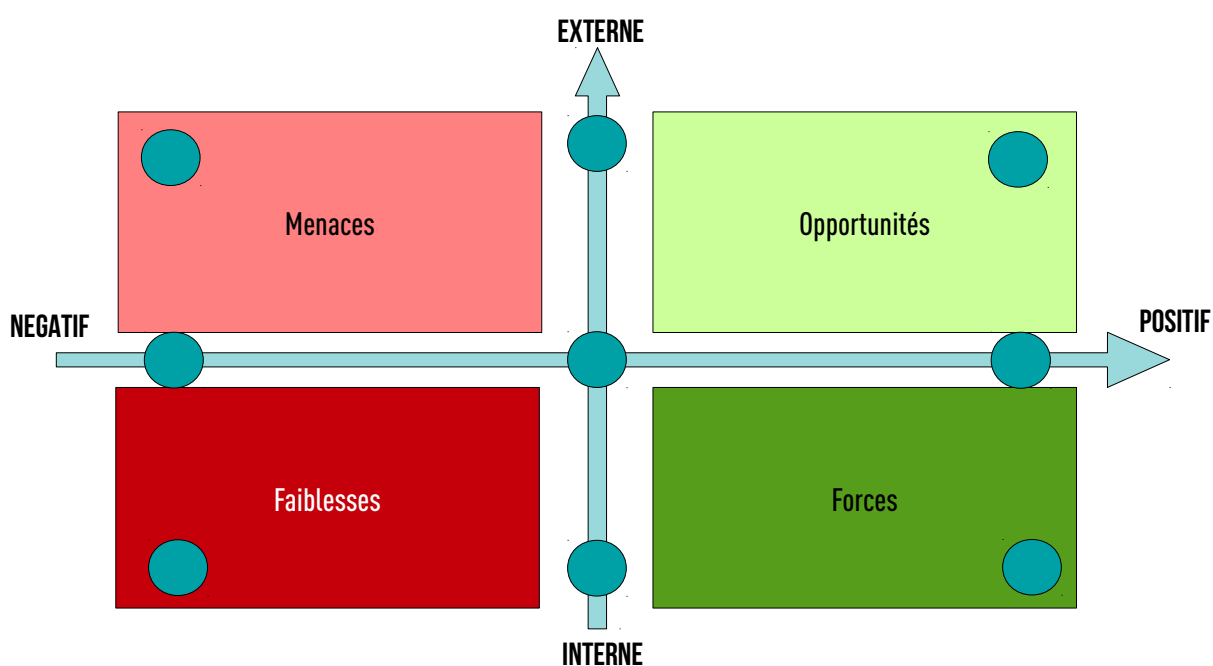 EXTERNE
Menaces
Opportunités
NEGATIF
POSITIF
Faiblesses
Forces
INTERNE